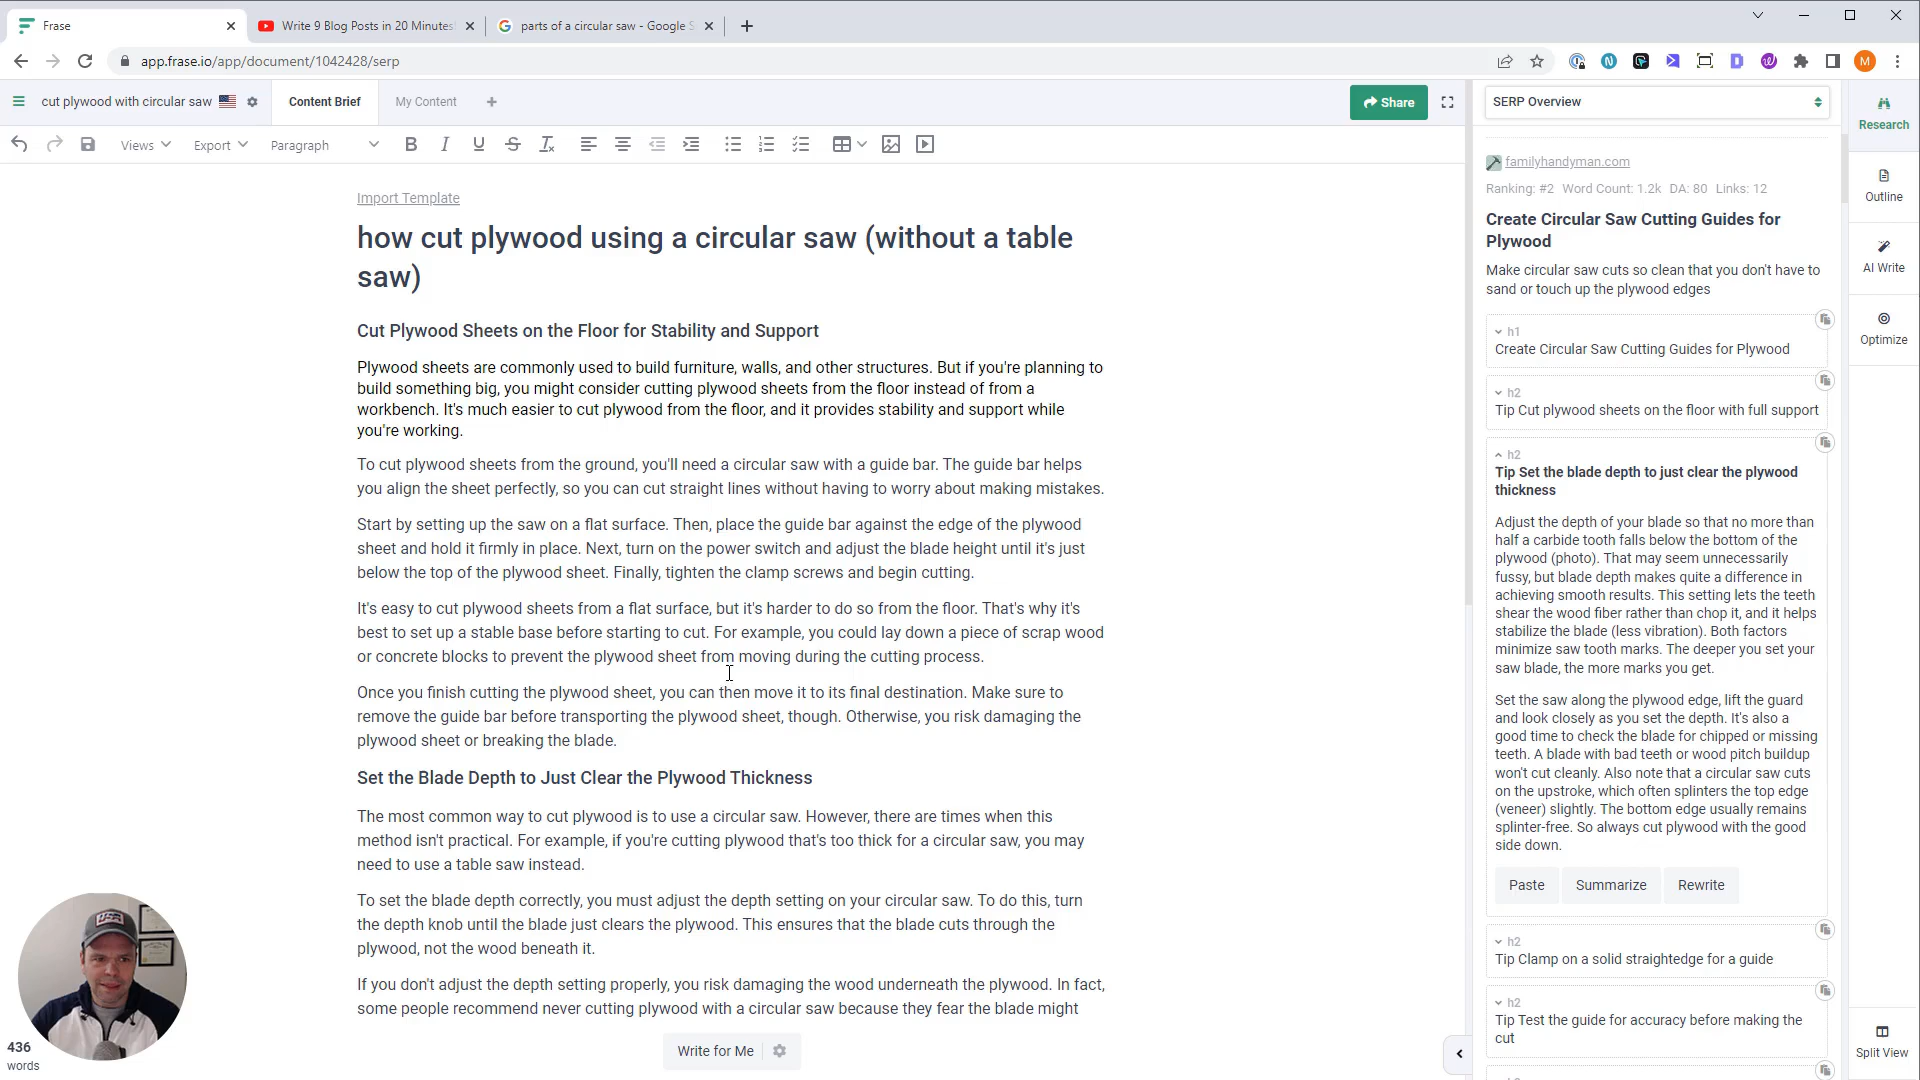 Frase
Write 9 Blog Posts in 20 Minutes
parts of a circular saw - Google S
app.frase.io/app/document/1042428/serp
M
cut plywood with circular saw
Content Brief
My Content
Share
SERP Overview
Research
Views
Export
Paragraph
B
I
U
S
Outline
AI Write
Optimize
Split View
Import Template
how cut plywood using a circular saw (without a table
saw)
Cut Plywood Sheets on the Floor for Stability and Support
Plywood sheets are commonly used to build furniture, walls, and other structures. But if you're planning to
build something big, you might consider cutting plywood sheets from the floor instead of from a
workbench. It's much easier to cut plywood from the floor, and it provides stability and support while
you're working.
To cut plywood sheets from the ground, you'll need a circular saw with a guide bar. The guide bar helps
you align the sheet perfectly, so you can cut straight lines without having to worry about making mistakes.
Start by setting up the saw on a flat surface. Then, place the guide bar against the edge of the plywood
sheet and hold it firmly in place. Next, turn on the power switch and adjust the blade height until it's just
below the top of the plywood sheet. Finally, tighten the clamp screws and begin cutting.
It's easy to cut plywood sheets from a flat surface, but it's harder to do so from the floor. That's why it's
best to set up a stable base before starting to cut. For example, you could lay down a piece of scrap wood
or concrete blocks to prevent the plywood sheet from moving during the cutting process.
Once you finish cutting the plywood sheet, you can then move it to its final destination. Make sure to
remove the guide bar before transporting the plywood sheet, though. Otherwise, you risk damaging the
plywood sheet or breaking the blade.
Set the Blade Depth to Just Clear the Plywood Thickness
The most common way to cut plywood is to use a circular saw. However, there are times when this
method isn't practical. For example, if you're cutting plywood that's too thick for a circular saw, you may
need to use a table saw instead.
To set the blade depth correctly, you must adjust the depth setting on your circular saw. To do this, turn
the depth knob until the blade just clears the plywood. This ensures that the blade cuts through the
plywood, not the wood beneath it.
If you don't adjust the depth setting properly, you risk damaging the wood underneath the plywood. In fact,
some people recommend never cutting plywood with a circular saw because they fear the blade might
Write for Me
436
words
familyhandyman.com
Ranking: #2 Word Count: 1.2k DA: 80 Links: 12
Create Circular Saw Cutting Guides for
Plywood
Make circular saw cuts so clean that you don't have to
sand or touch up the plywood edges
h1
Create Circular Saw Cutting Guides for Plywood
h2
Tip Cut plywood sheets on the floor with full support
h2
Tip Set the blade depth to just clear the plywood
thickness
Adjust the depth of your blade so that no more than
half a carbide tooth falls below the bottom of the
plywood (photo). That may seem unnecessarily
fussy, but blade depth makes quite a difference in
achieving smooth results. This setting lets the teeth
shear the wood fiber rather than chop it, and it helps
stabilize the blade (less vibration). Both factors
minimize saw tooth marks. The deeper you set your
saw blade, the more marks you get.
Set the saw along the plywood edge, lift the guard
and look closely as you set the depth. It's also a
good time to check the blade for chipped or missing
teeth. A blade with bad teeth or wood pitch buildup
won't cut cleanly. Also note that a circular saw cuts
on the upstroke, which often splinters the top edge
(veneer) slightly. The bottom edge usually remains
splinter-free. So always cut plywood with the good
side down.
Paste
Summarize
Rewrite
h2
Tip Clamp on a solid straightedge for a guide
h2
Tip Test the guide for accuracy before making the
cut